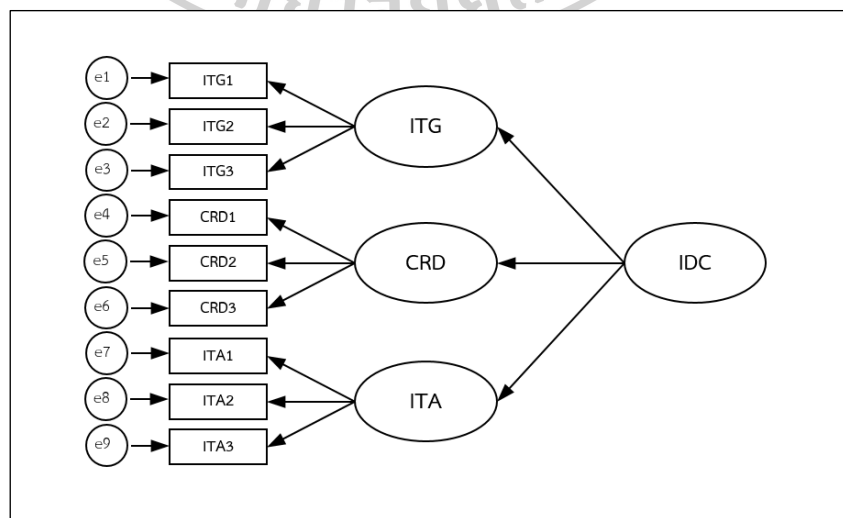 e1
ITG1
e2
ITG2
ITG
e3
ITG3
e4
CRD1
e5
CRD2
CRD
IDC
e6
CRD3
e7
ITA1
e8
ITA2
ITA
e9
ITA3